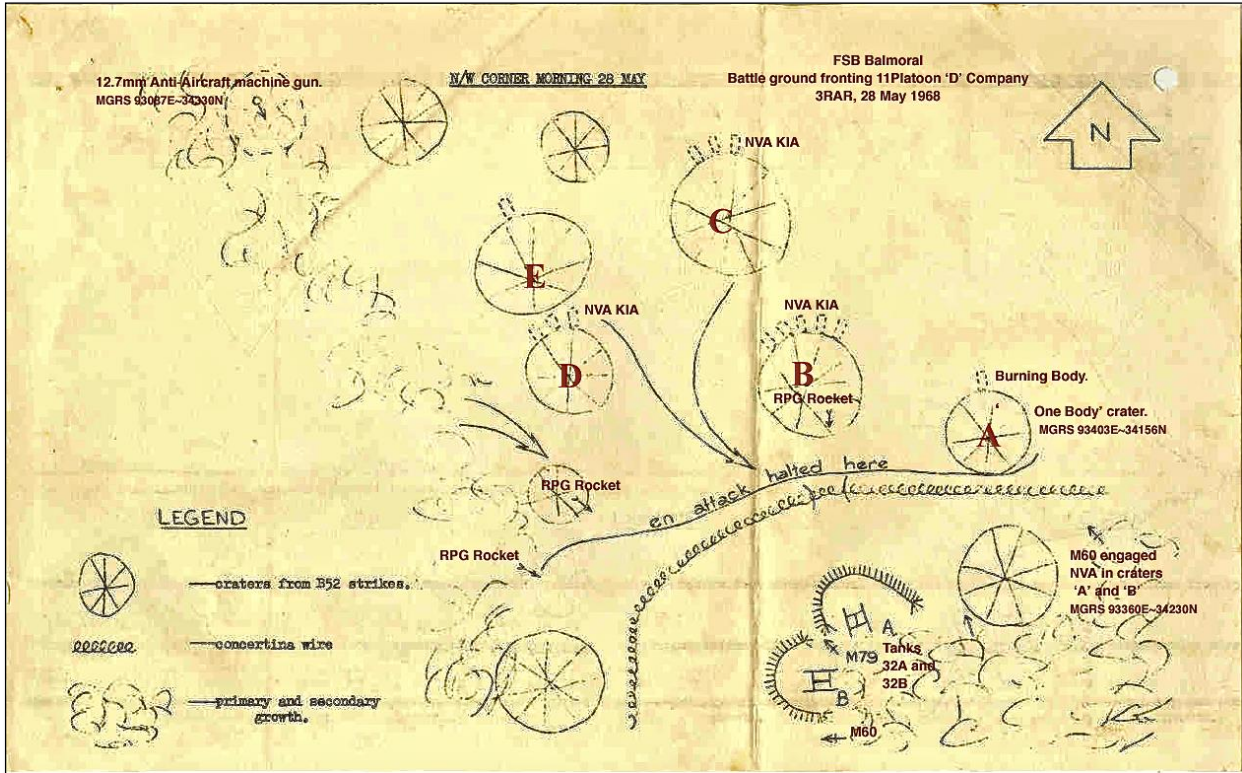 12.7mm Anti-Aircraft machine gun.
MGRS 93087E~34330N
N/W CORNER MORNING 28 MAY
FSB Balmoral
Battle ground fronting 11Platoon 'D' Company
3RAR, 28 May 1968
N
NVA KIA
C
E
NVA KIA
NVA KIA
D
B
RPG Rocket
Burning Body.
One Body' crater.
MGRS 93403E~34156N
A
RPG Rocket
en attack halted here
LEGEND
RPG Rocket
craters from B52 strikes.
concertina wire
primary and secondary
growth.
M60 engaged
NVA in craters
'A' and 'B'
MGRS 93360E~34230N
A
M79
Tanks
32A and
32B
B
M60